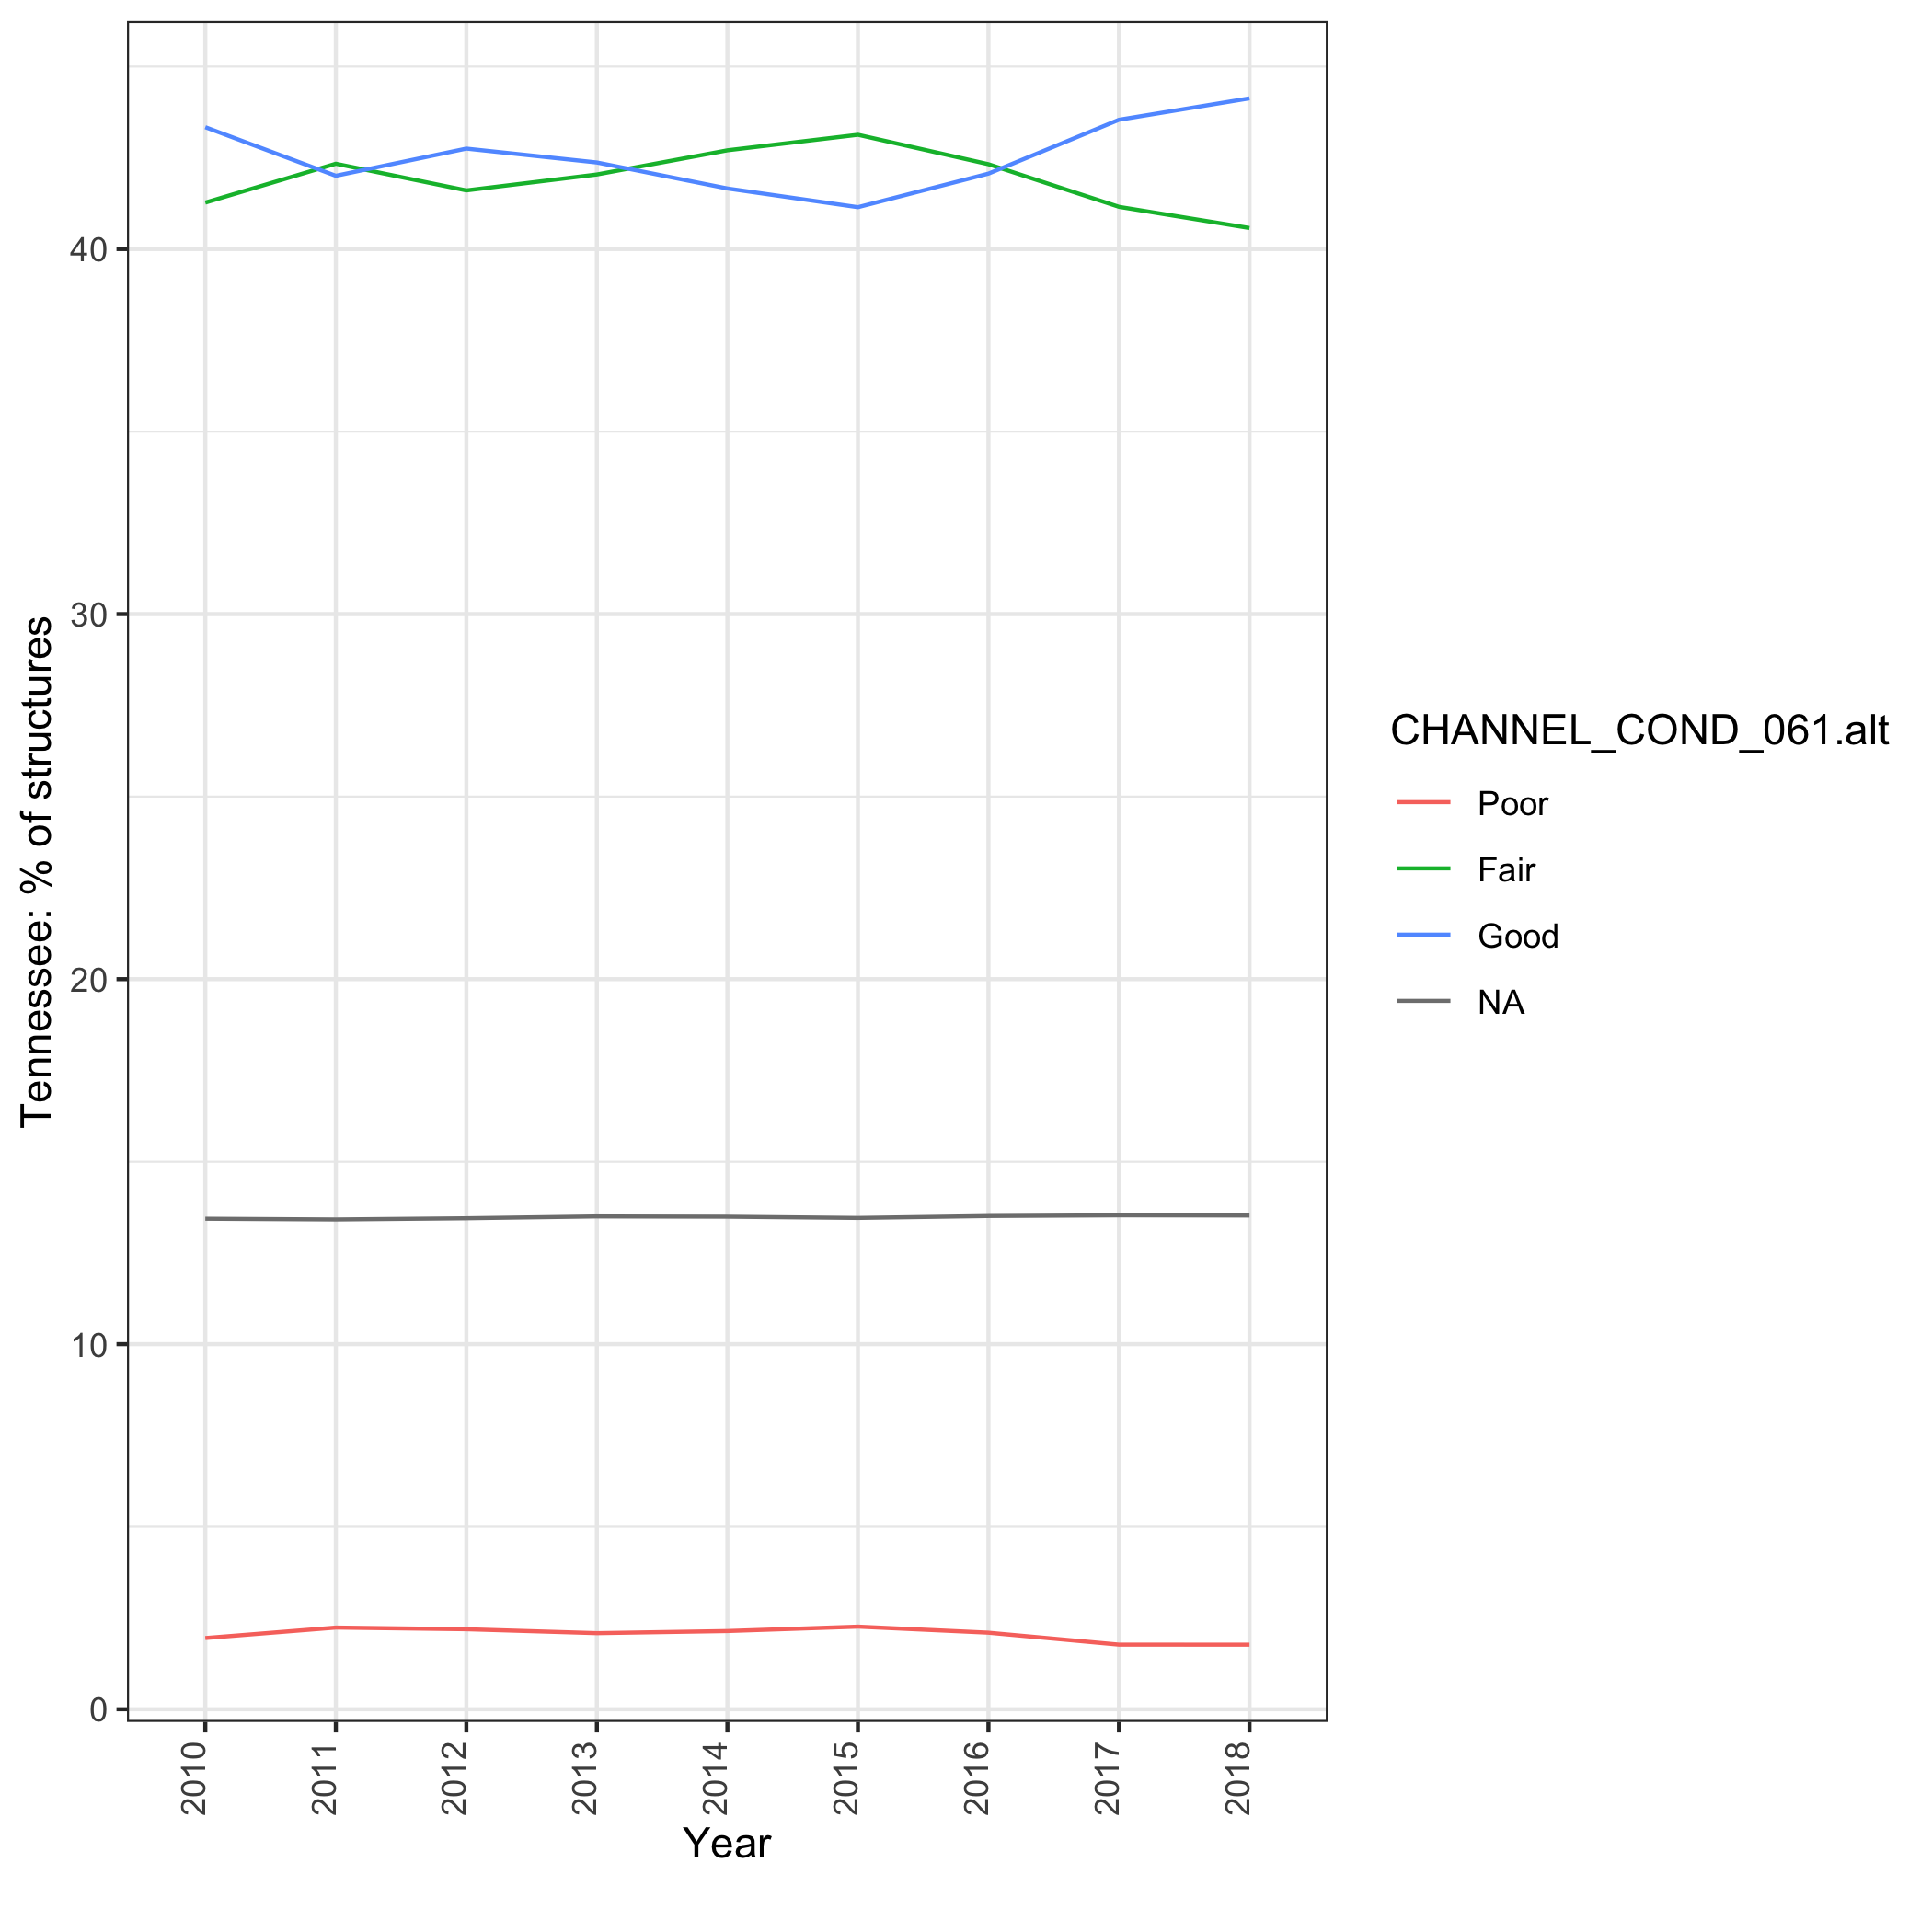 Tennessee: % of structures
40
30
20
10
0
2010
2011
2012
2013
2014
2015
2016
2017
2018
Year
CHANNEL_COND_061.alt
Poor
Fair
Good
NA